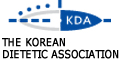 KDA
THE KOREAN
DIETETIC ASSOCIATION